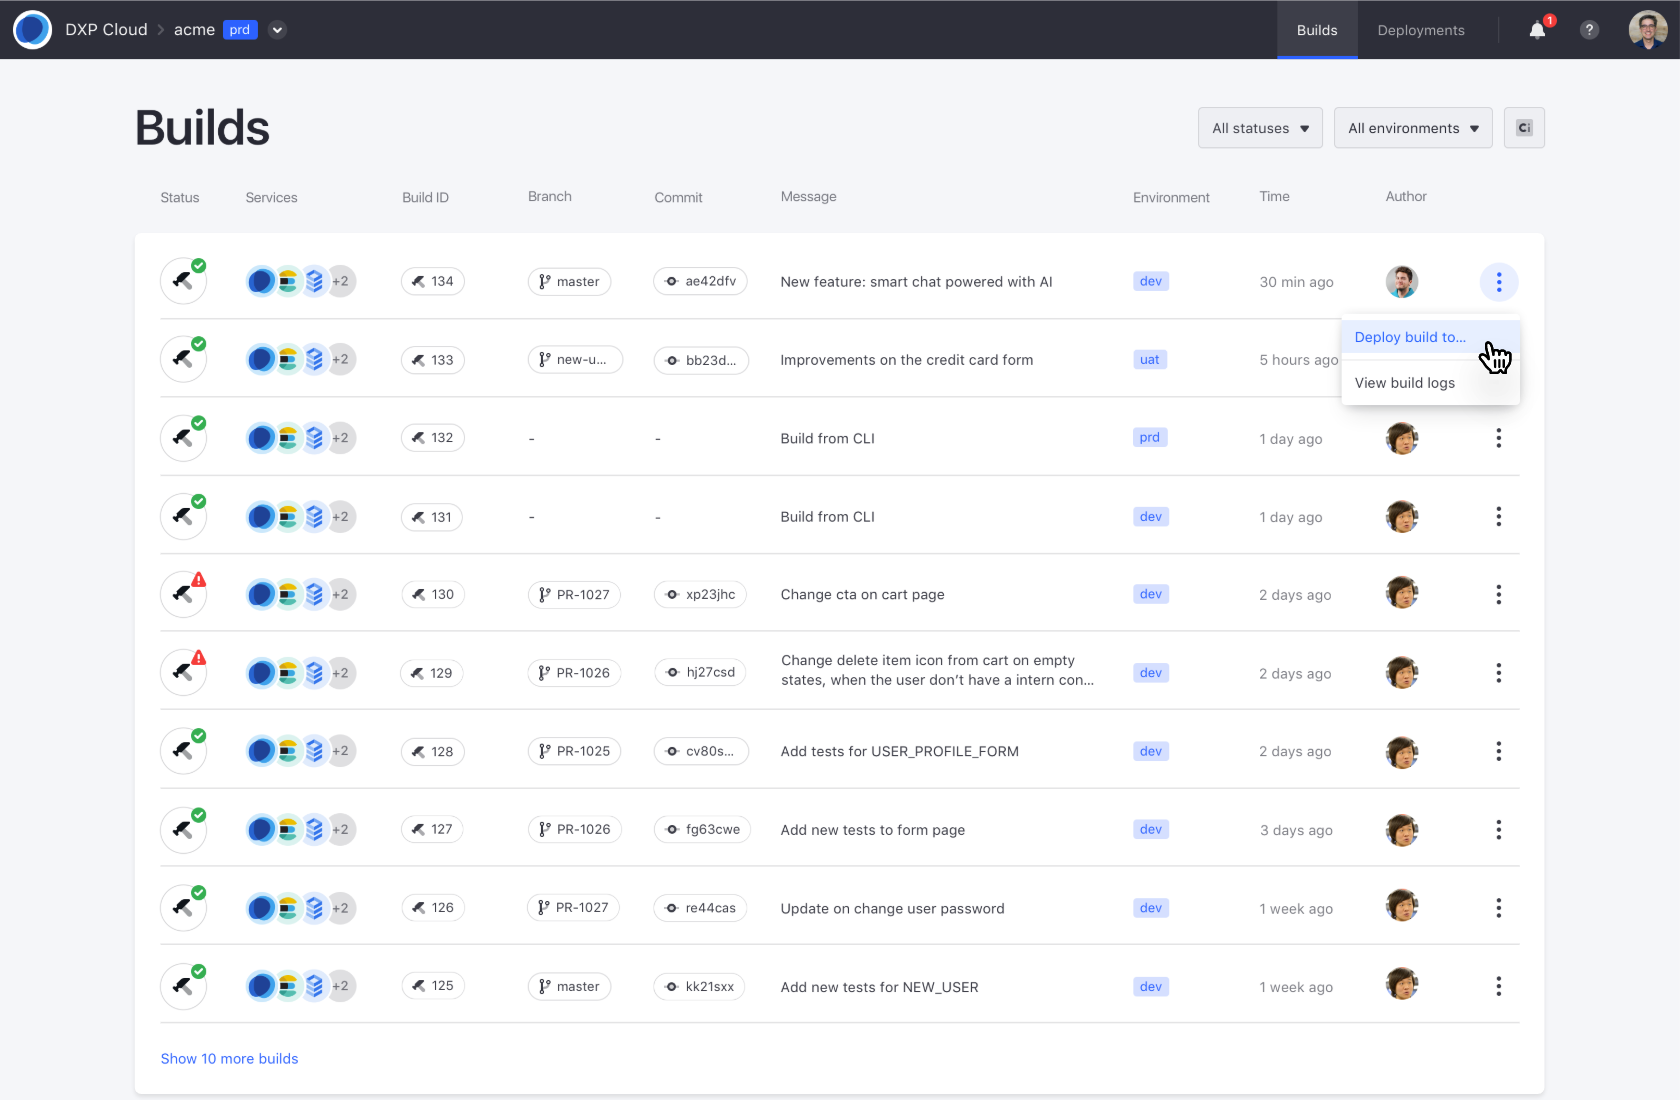 DXP Cloud acme prd Builds Deployments 1 ?
Builds All statuses All environments Ci
Status Services Build ID Branch Commit Message Environment Time Author
+2 134 master ae42dfv New feature: smart chat powered with AI dev 30 min ago
Deploy build to...
+2 133 new-u... bb23d... Improvements on the credit card form uat 5 hours ago
View build logs
+2 132 - - Build from CLI prd 1 day ago
+2 131 - - Build from CLI dev 1 day ago
+2 130 PR-1027 xp23jhc Change cta on cart page dev 2 days ago
+2 129 PR-1026 hj27csd Change delete item icon from cart on empty
states, when the user don’t have a intern con... dev 2 days ago
+2 128 PR-1025 cv80s... Add tests for USER_PROFILE_FORM dev 2 days ago
+2 127 PR-1026 fg63cwe Add new tests to form page dev 3 days ago
+2 126 PR-1027 re44cas Update on change user password dev 1 week ago
+2 125 master kk21sxx Add new tests for NEW_USER dev 1 week ago
Show 10 more builds